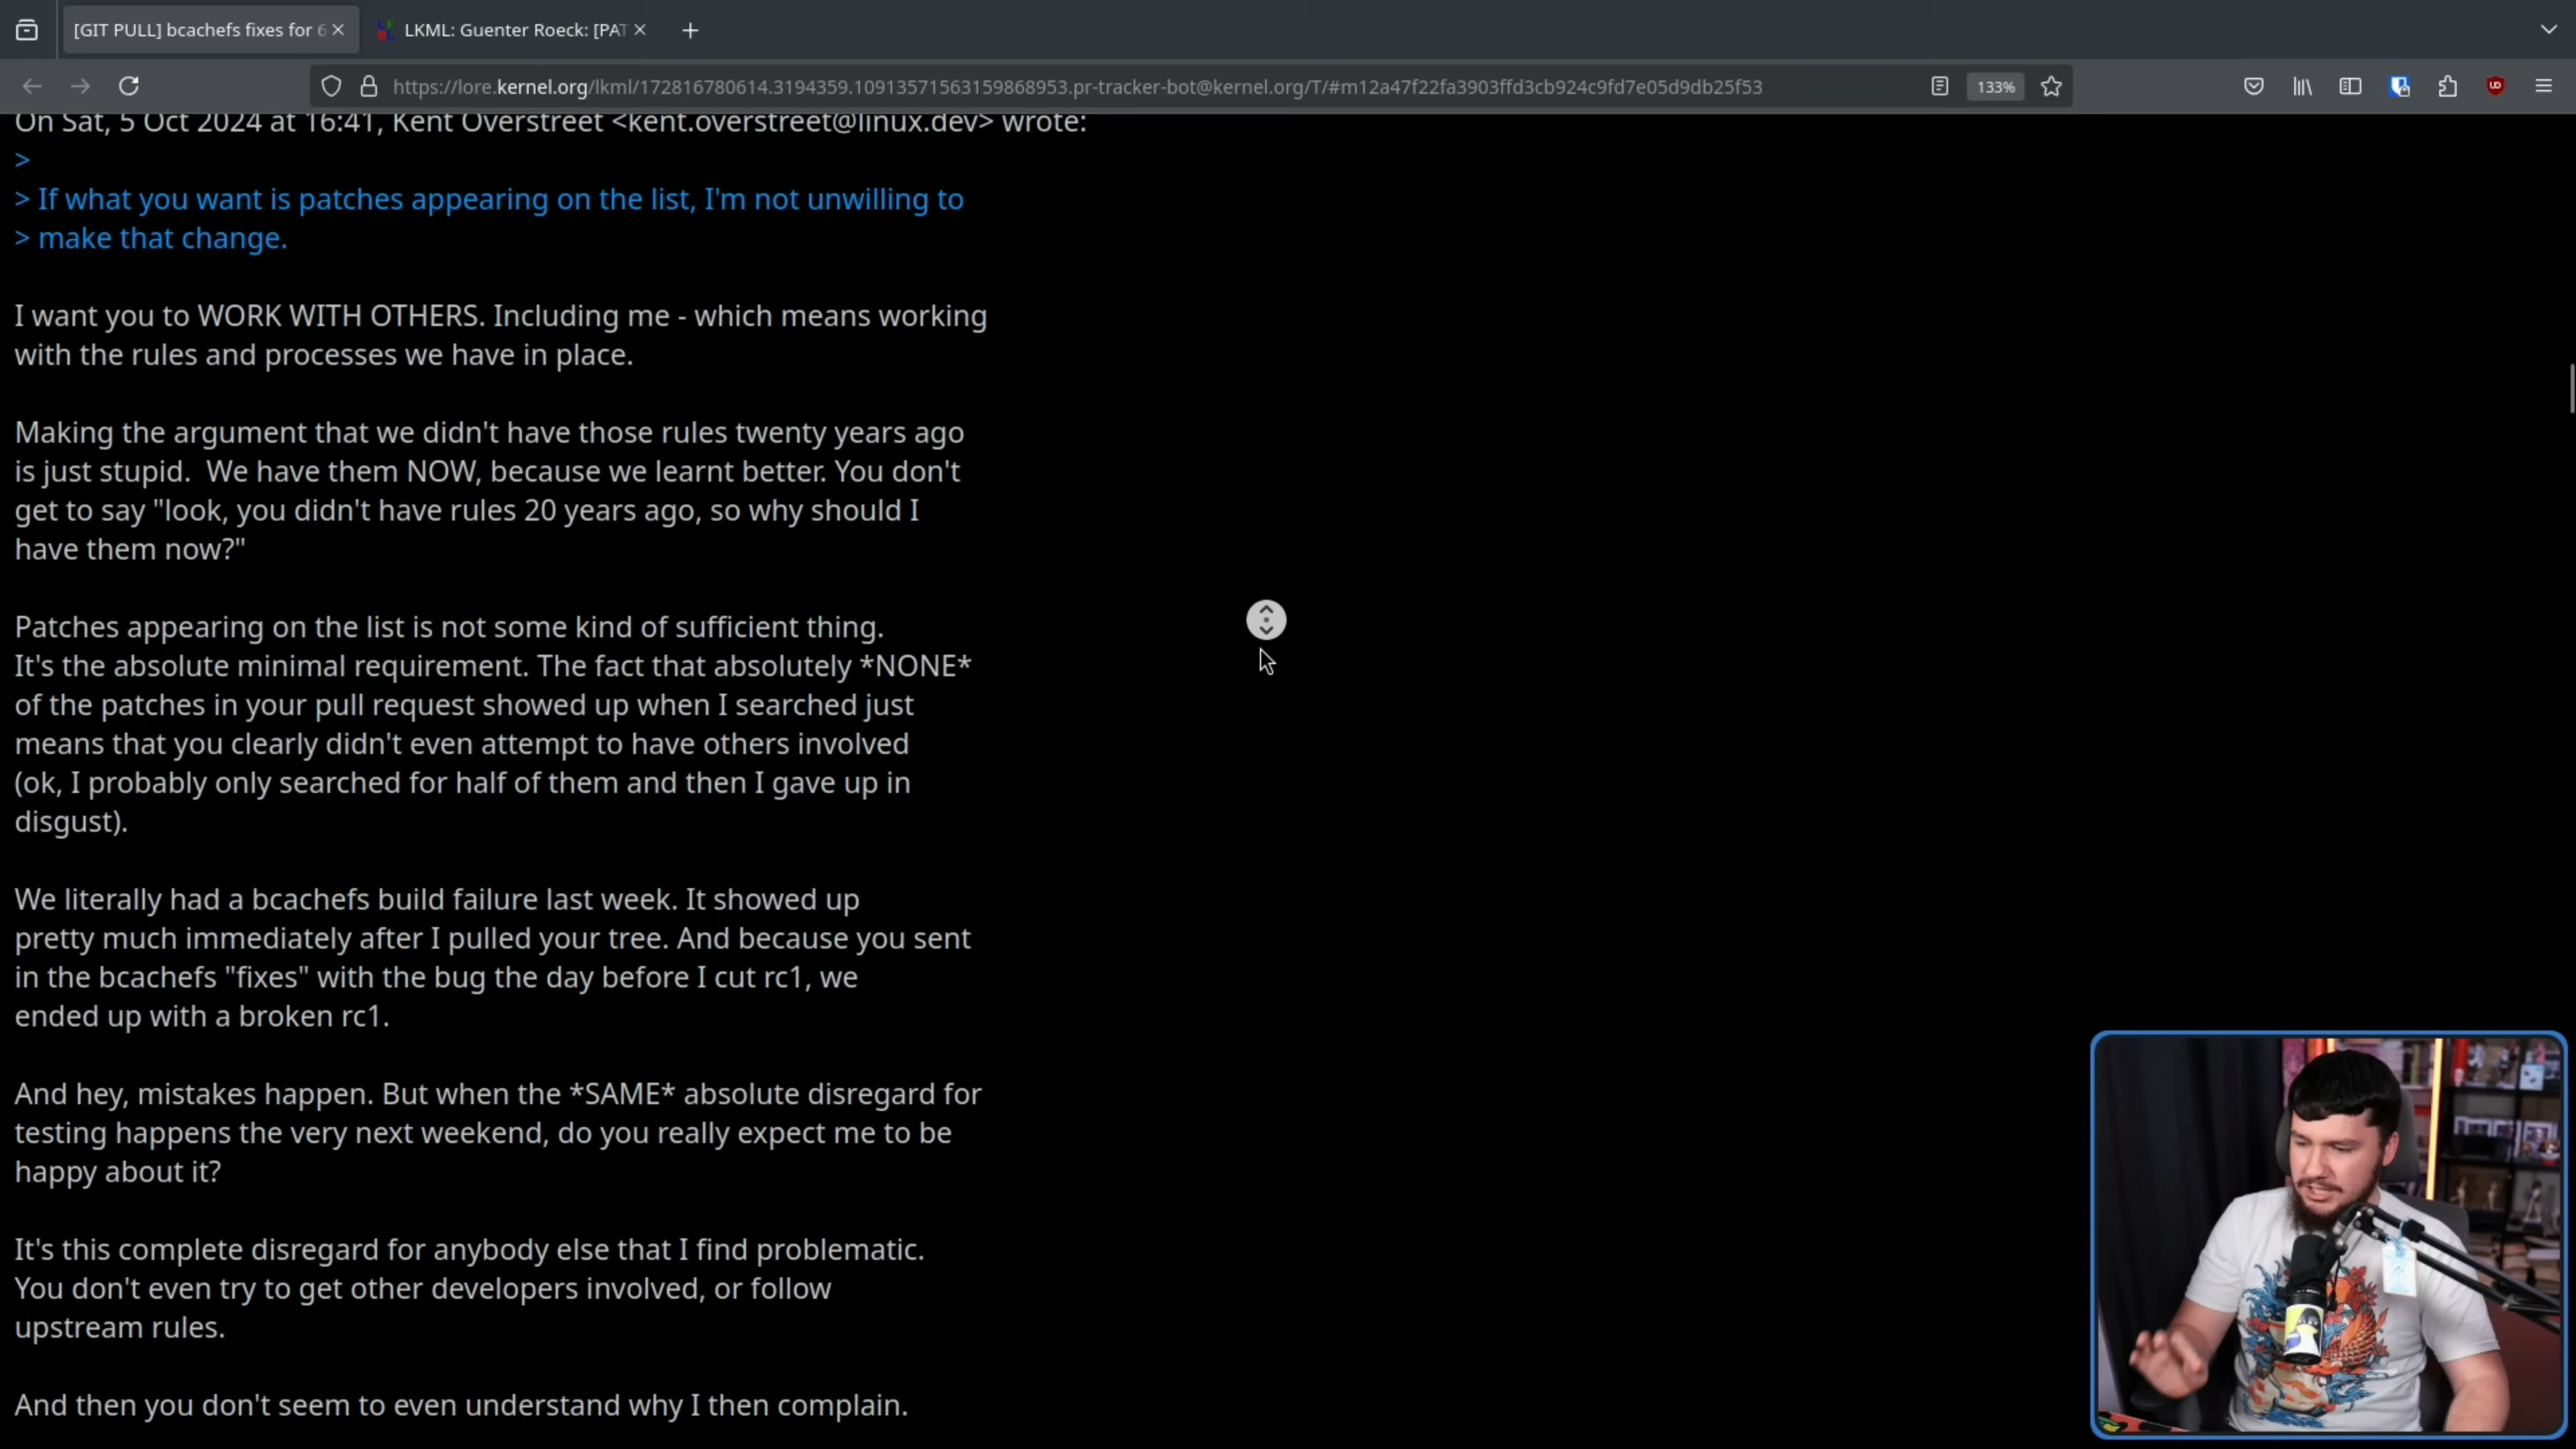 [GIT PULL] bcachefs fixes for 6
LKML: Guenter Roeck: [PAT
https://lore.kernel.org/lkml/172816780614.3194359.10913571563159868953.pr-tracker-bot@kernel.org/T/#m12a47f22fa3903ffd3cb924c9fd7e05d9db25f53
133%
On Sat, 5 Oct 2024 at 16:41, Kent Overstreet <kent.overstreet@linux.dev> wrote:
>
> If what you want is patches appearing on the list, I'm not unwilling to
> make that change.
I want you to WORK WITH OTHERS. Including me - which means working
with the rules and processes we have in place.
Making the argument that we didn't have those rules twenty years ago
is just stupid.  We have them NOW, because we learnt better. You don't
get to say "look, you didn't have rules 20 years ago, so why should I
have them now?"
Patches appearing on the list is not some kind of sufficient thing.
It's the absolute minimal requirement. The fact that absolutely *NONE*
of the patches in your pull request showed up when I searched just
means that you clearly didn't even attempt to have others involved
(ok, I probably only searched for half of them and then I gave up in
disgust).
We literally had a bcachefs build failure last week. It showed up
pretty much immediately after I pulled your tree. And because you sent
in the bcachefs "fixes" with the bug the day before I cut rc1, we
ended up with a broken rc1.
And hey, mistakes happen. But when the *SAME* absolute disregard for
testing happens the very next weekend, do you really expect me to be
happy about it?
It's this complete disregard for anybody else that I find problematic.
You don't even try to get other developers involved, or follow
upstream rules.
And then you don't seem to even understand why I then complain.